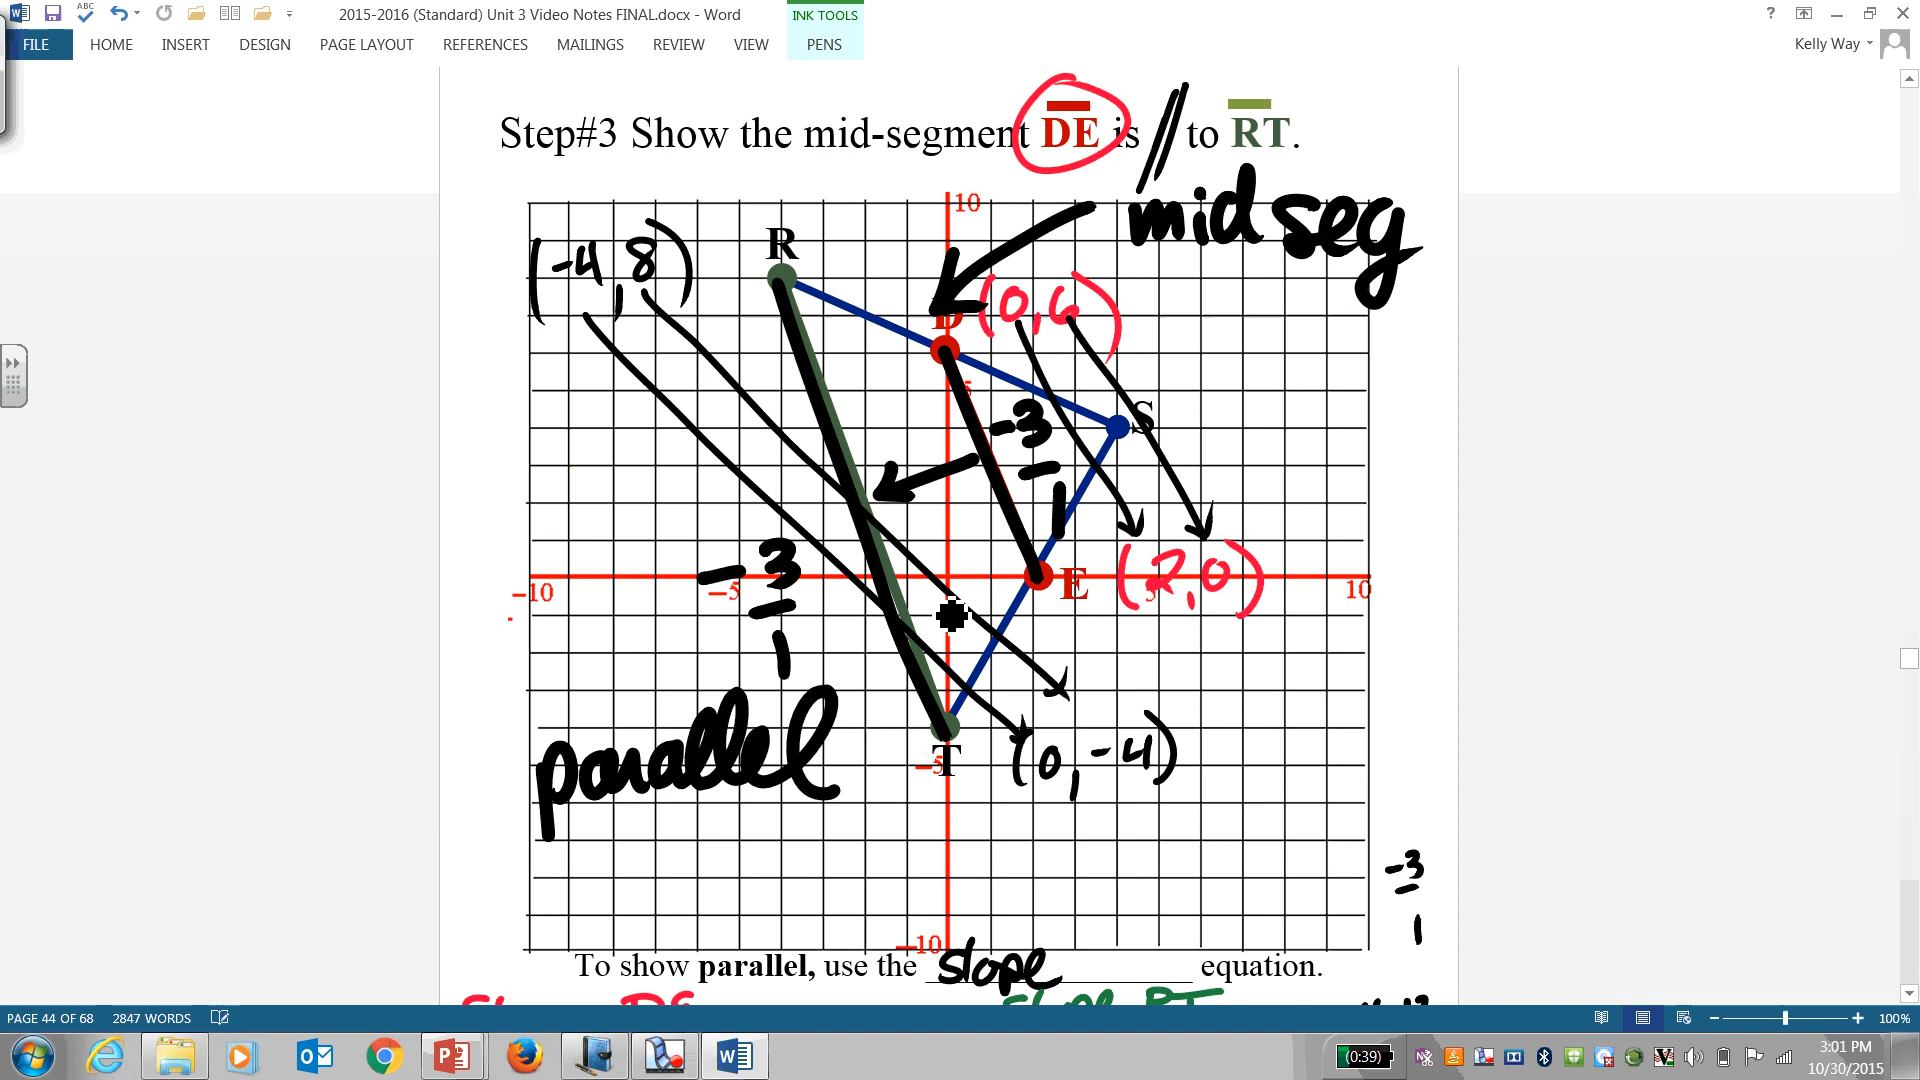 2015-2016 (Standard) Unit 3 Video Notes FINAL.docx - Word
INK TOOLS
?
FILE HOME INSERT DESIGN PAGE LAYOUT REFERENCES MAILINGS REVIEW VIEW PENS
Kelly Way
Step#3 Show the mid-segment DE is // to RT.
10
midseg
R
(-4, 8)
D (0, 6)
S
-3
1
-3
1
-10
-5
E
(2, 0)
10
parallel
T
-5
(0, -4)
-3
1
-10
To show parallel, use the slope equation.
PAGE 44 OF 68 2847 WORDS
100%
(0:39)
3:01 PM
10/30/2015